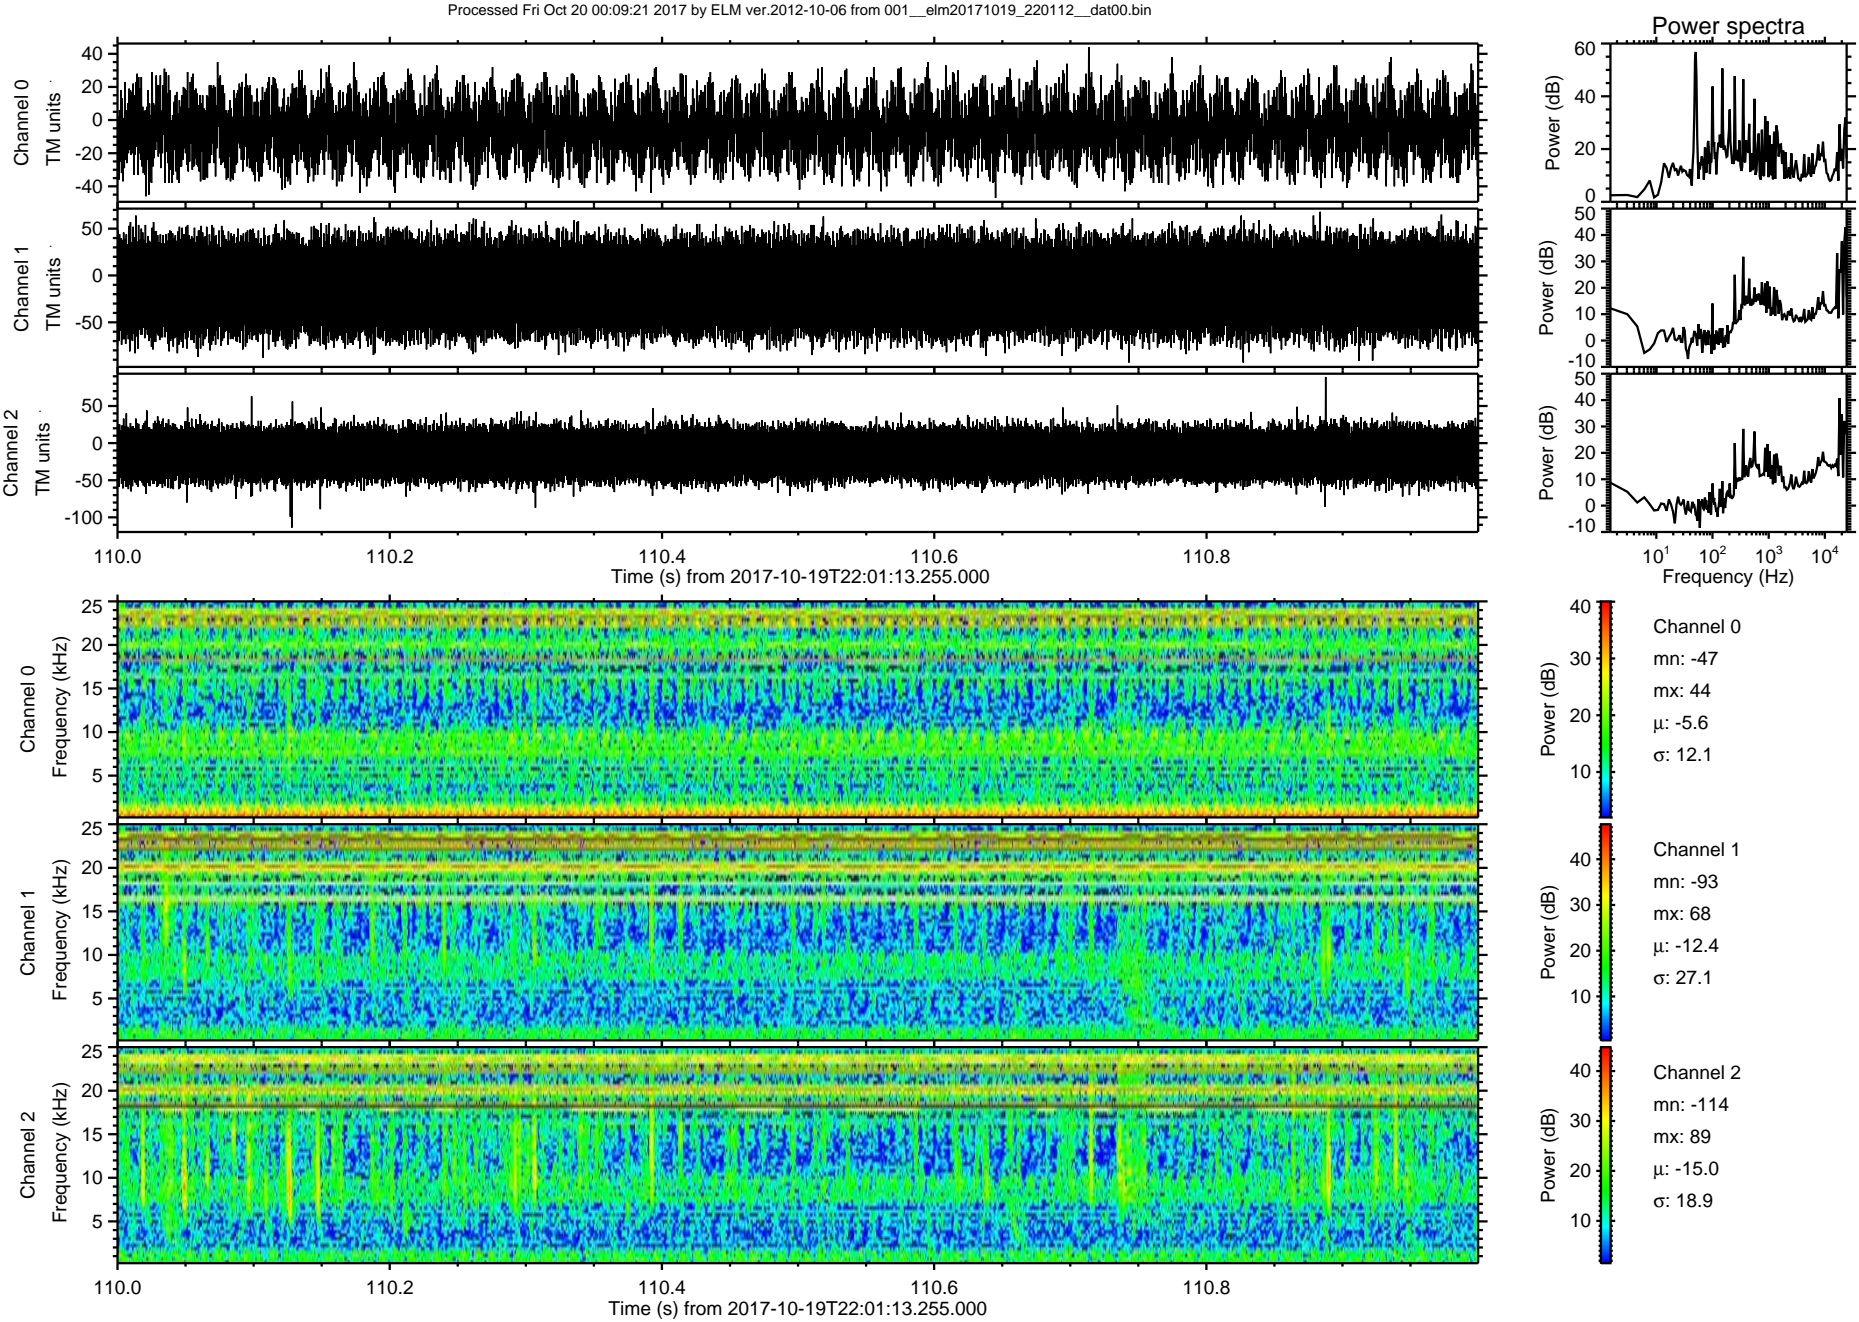 Processed Fri Oct 20 00:09:21 2017 by ELM ver.2012-10-06 from 001__elm20171019_220112__dat00.bin
Power spectra
Channel 0
TM units
40
20
0
-20
-40
Power (dB)
60
40
20
0
Channel 1
TM units
50
0
-50
Power (dB)
50
40
30
20
10
0
-10
Channel 2
TM units
50
0
-50
-100
Power (dB)
50
40
30
20
10
0
-10
110.0 110.2 110.4 110.6 110.8
Time (s) from 2017-10-19T22:01:13.255.000
10^1 10^2 10^3 10^4
Frequency (Hz)
Channel 0
Frequency (kHz)
25
20
15
10
5
Power (dB)
40
30
20
10
Channel 0
mn: -47
mx: 44
μ: -5.6
σ: 12.1
Channel 1
Frequency (kHz)
25
20
15
10
5
Power (dB)
40
30
20
10
Channel 1
mn: -93
mx: 68
μ: -12.4
σ: 27.1
Channel 2
Frequency (kHz)
25
20
15
10
5
Power (dB)
40
30
20
10
Channel 2
mn: -114
mx: 89
μ: -15.0
σ: 18.9
110.0 110.2 110.4 110.6 110.8
Time (s) from 2017-10-19T22:01:13.255.000